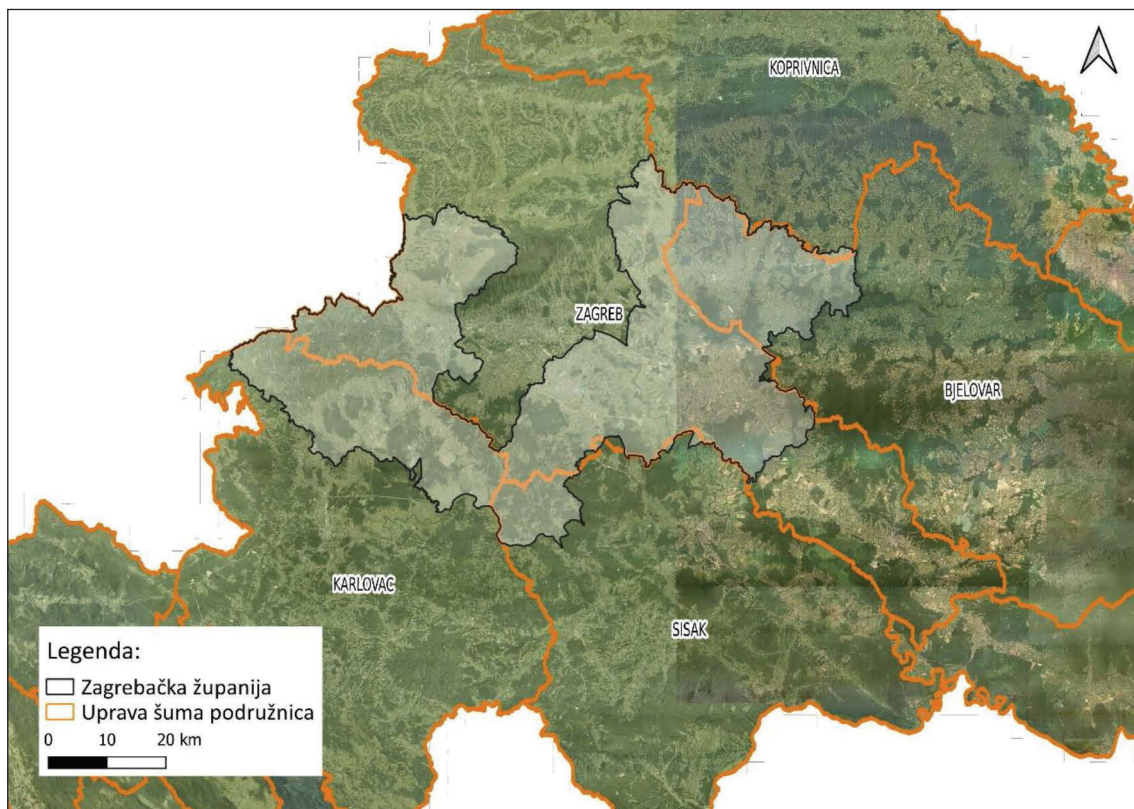 KOPRIVNICA
ZAGREB
BJELOVAR
KARLOVAC
SISAK
Legenda:
Zagrebačka županija
Uprava šuma podružnica
0 10 20 km